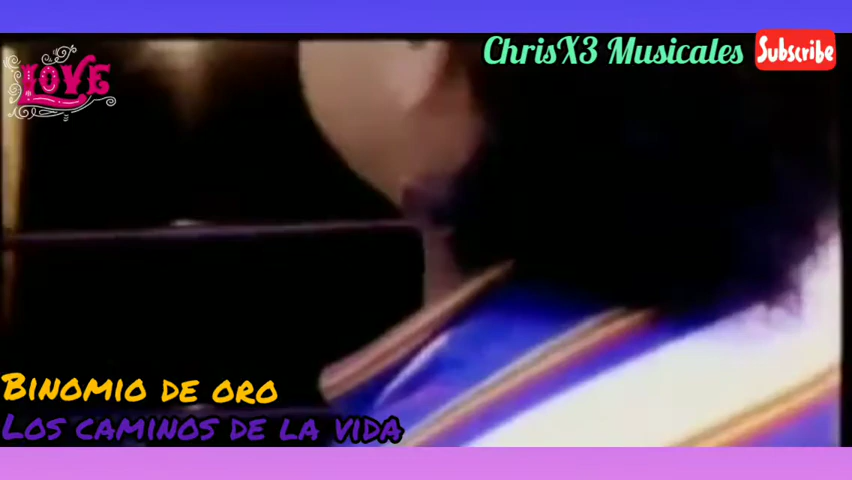 ChrisX3 Musicales
Subscribe
LOVE
Binomio de oro
Los caminos de la vida